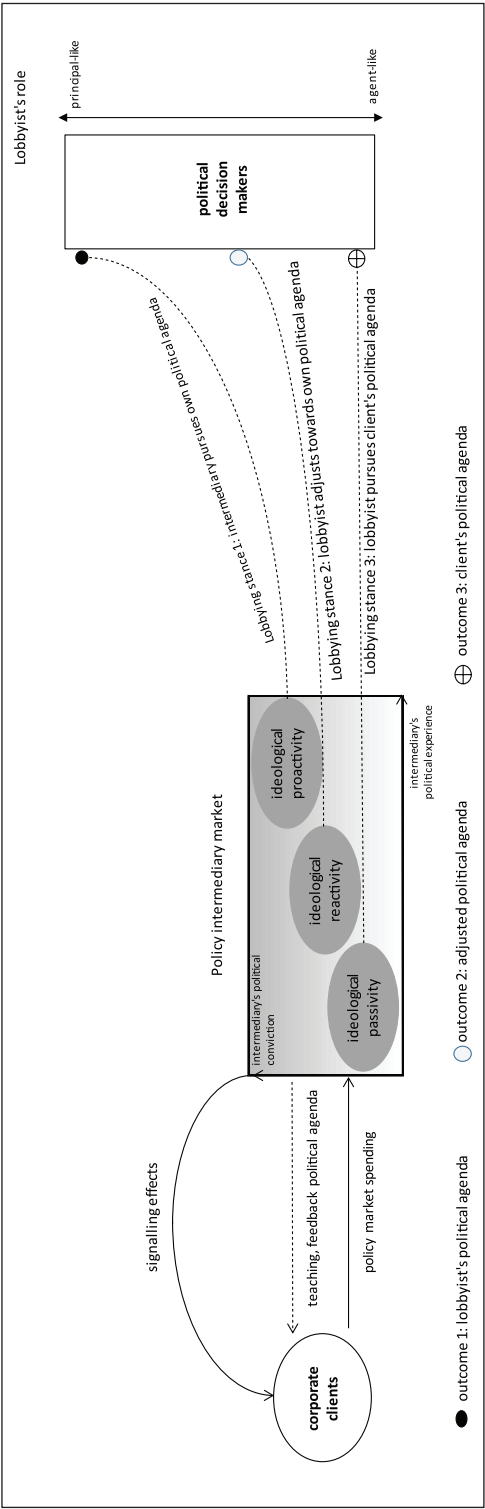 Lobbyist's role
Policy intermediary market
principal-like
agent-like
signalling effects
intermediary's political
conviction
political
decision
makers
Lobbying stance 1: intermediary pursues own political agenda
ideological
proactivity
Lobbying stance 2: lobbyist adjusts towards own political agenda
ideological
reactivity
Lobbying stance 3: lobbyist pursues client's political agenda
ideological
passivity
corporate
clients
teaching, feedback political agenda
policy market spending
intermediary's
political experience
outcome 1: lobbyist's political agenda
outcome 2: adjusted political agenda
outcome 3: client's political agenda